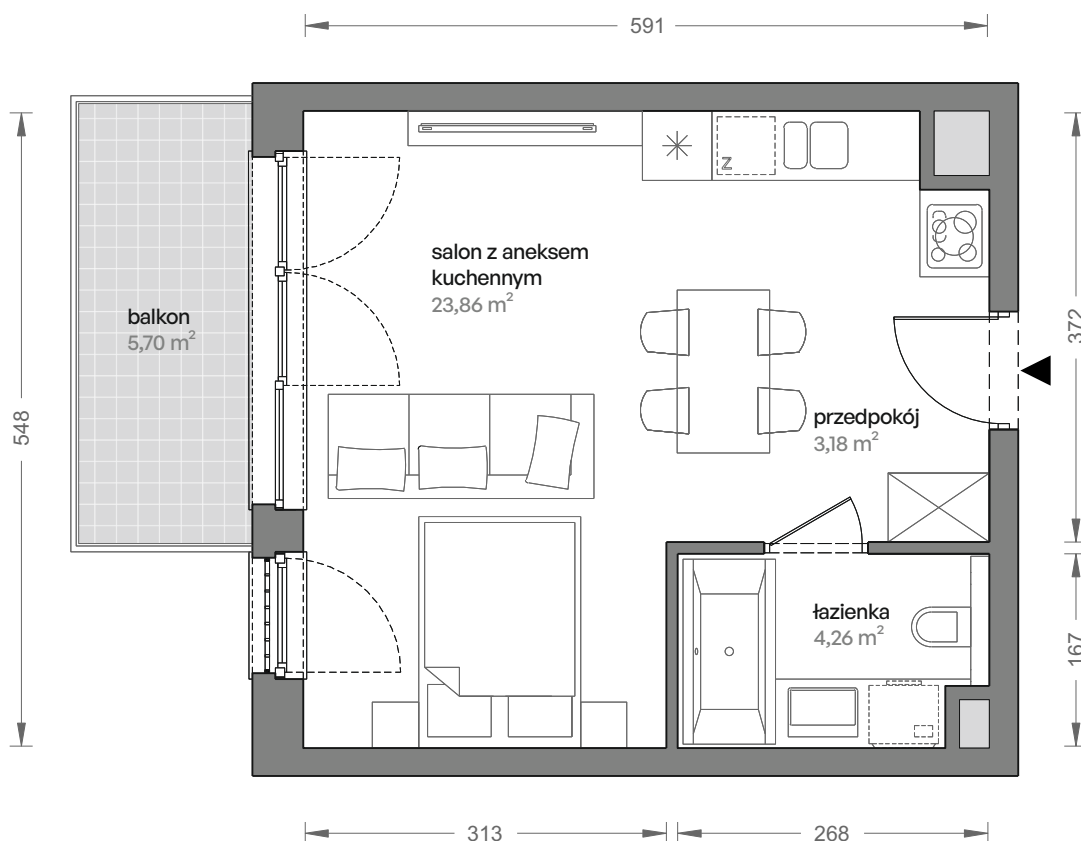 591
salon z aneksem
kuchennym
23,86 m²
Z
balkon
5,70 m²
372
548
przedpokój
3,18 m²
łazienka
4,26 m²
167
313
268